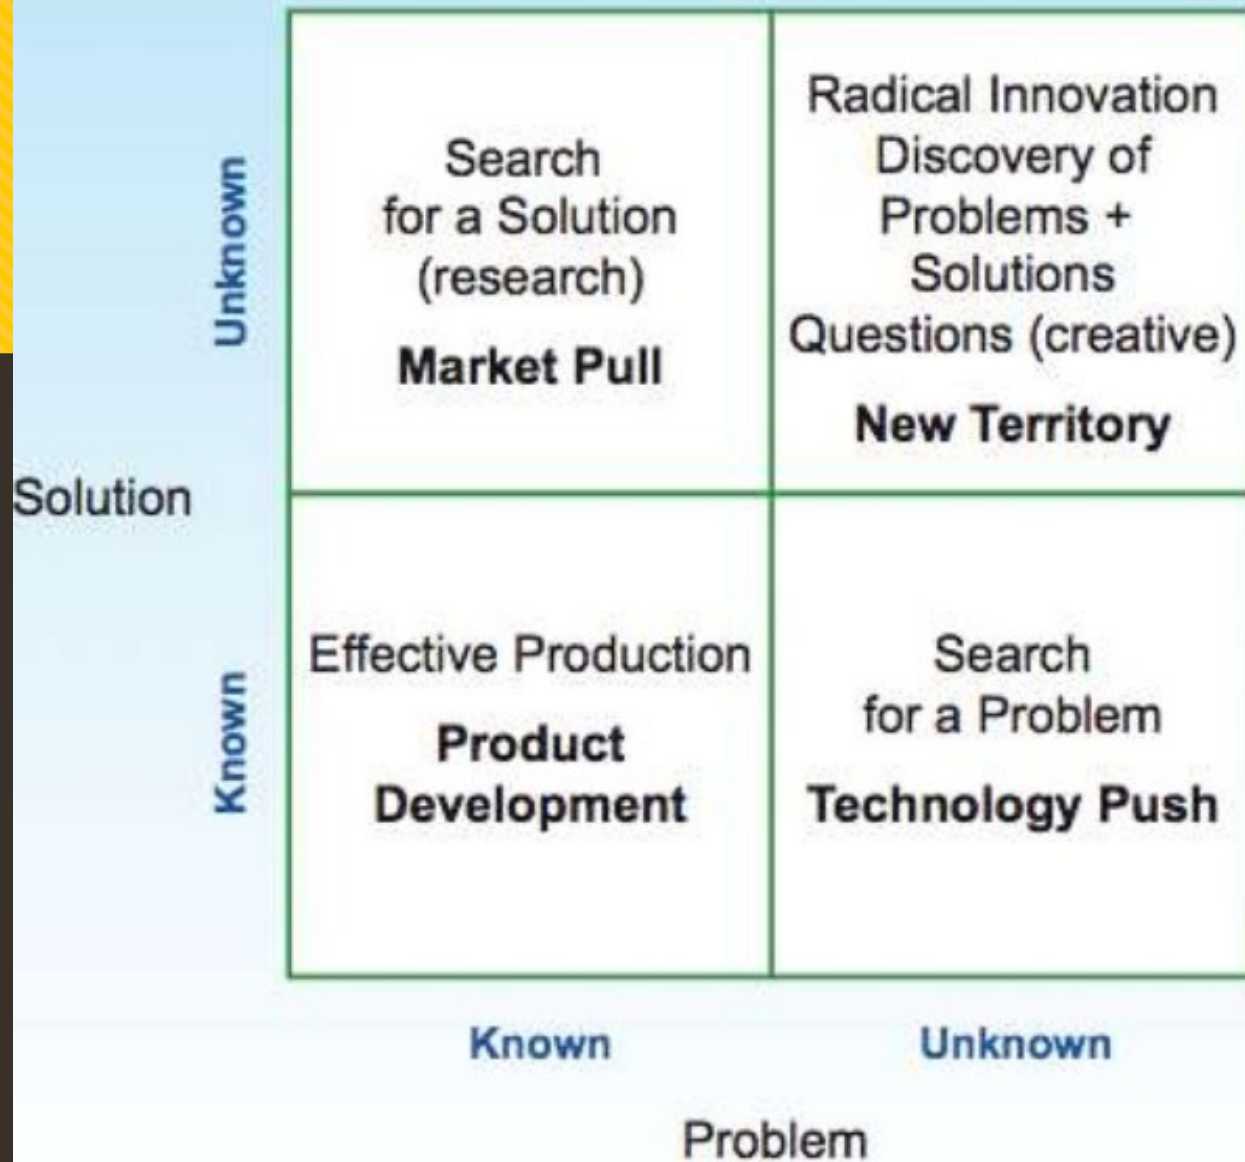 Unknown
Search
for a Solution
(research)
Market Pull
Radical Innovation
Discovery of
Problems +
Solutions
Questions (creative)
New Territory
Solution
Known
Effective Production
Product
Development
Search
for a Problem
Technology Push
Known
Unknown
Problem